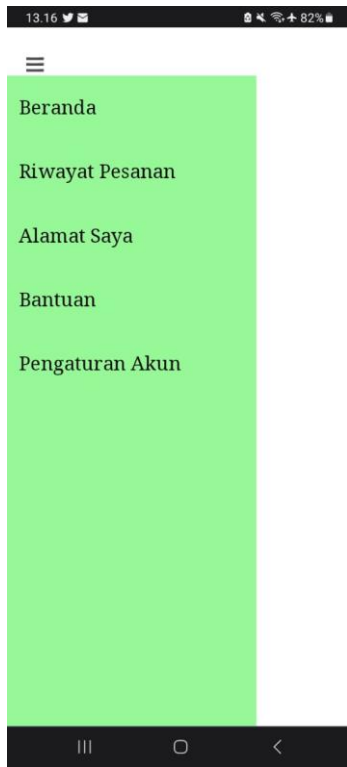 13.16 82%
Beranda
Riwayat Pesanan
Alamat Saya
Bantuan
Pengaturan Akun